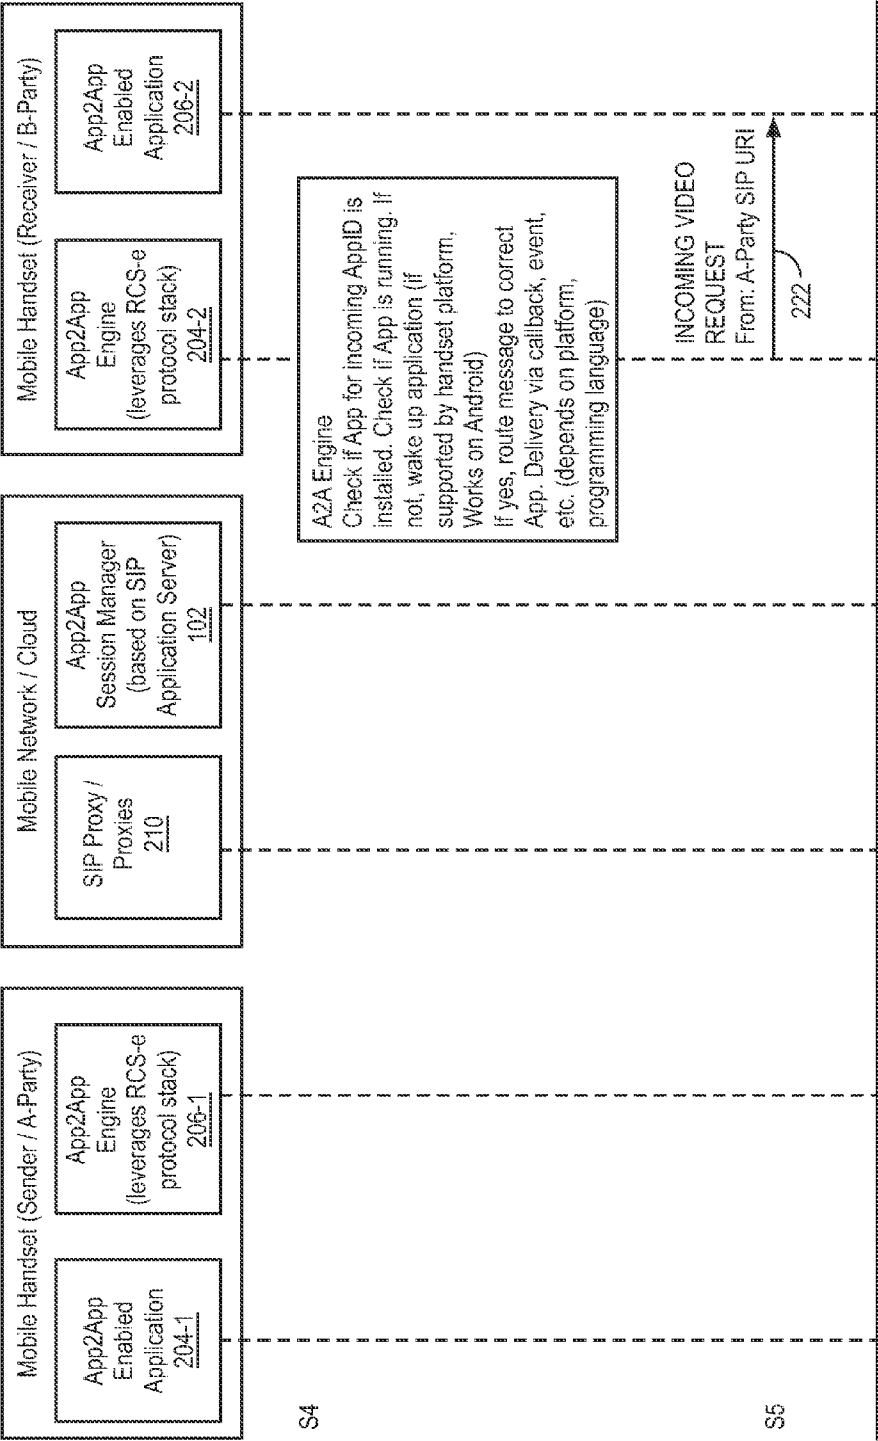 Mobile Handset (Sender / A-Party)
App2App
Enabled
Application
204-1
App2App
Engine
(leverages RCS-e
protocol stack)
206-1
Mobile Network / Cloud
SIP Proxy /
Proxies
210
App2App
Session Manager
(based on SIP
Application Server)
102
Mobile Handset (Receiver / B-Party)
App2App
Engine
(leverages RCS-e
protocol stack)
204-2
App2App
Enabled
Application
206-2
S4
A2A Engine
Check if App for incoming AppID is
installed. Check if App is running. If
not, wake up application (if
supported by handset platform,
Works on Android)
If yes, route message to correct
App. Delivery via callback, event,
etc. (depends on platform,
programming language)
S5
INCOMING VIDEO
REQUEST
From: A-Party SIP URI
222